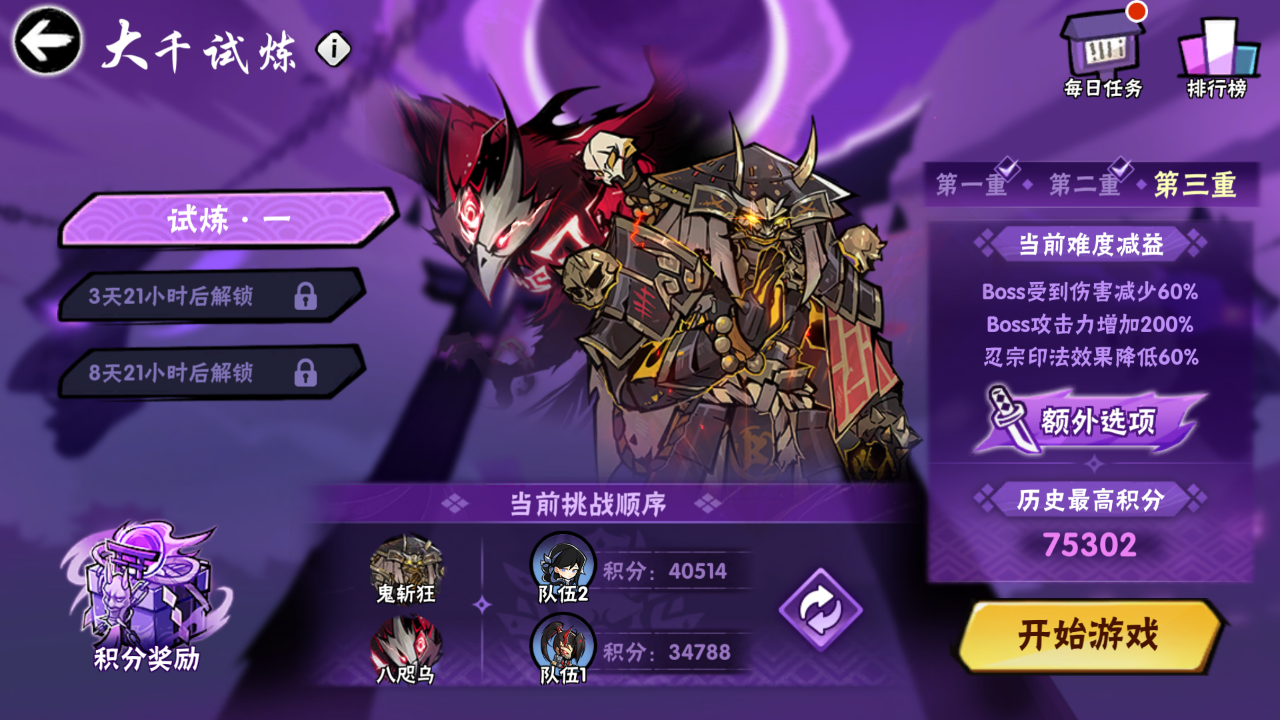 大千试炼
i
每日任务
排行榜
试炼·一
3天21小时后解锁
8天21小时后解锁
第一重
第二重
第三重
当前难度减益
Boss受到伤害减少60%
Boss攻击力增加200%
忍宗印法效果降低60%
额外选项
历史最高积分
75302
开始游戏
当前挑战顺序
鬼斩狂
队伍2
积分：40514
八咫乌
队伍1
积分：34788
积分奖励